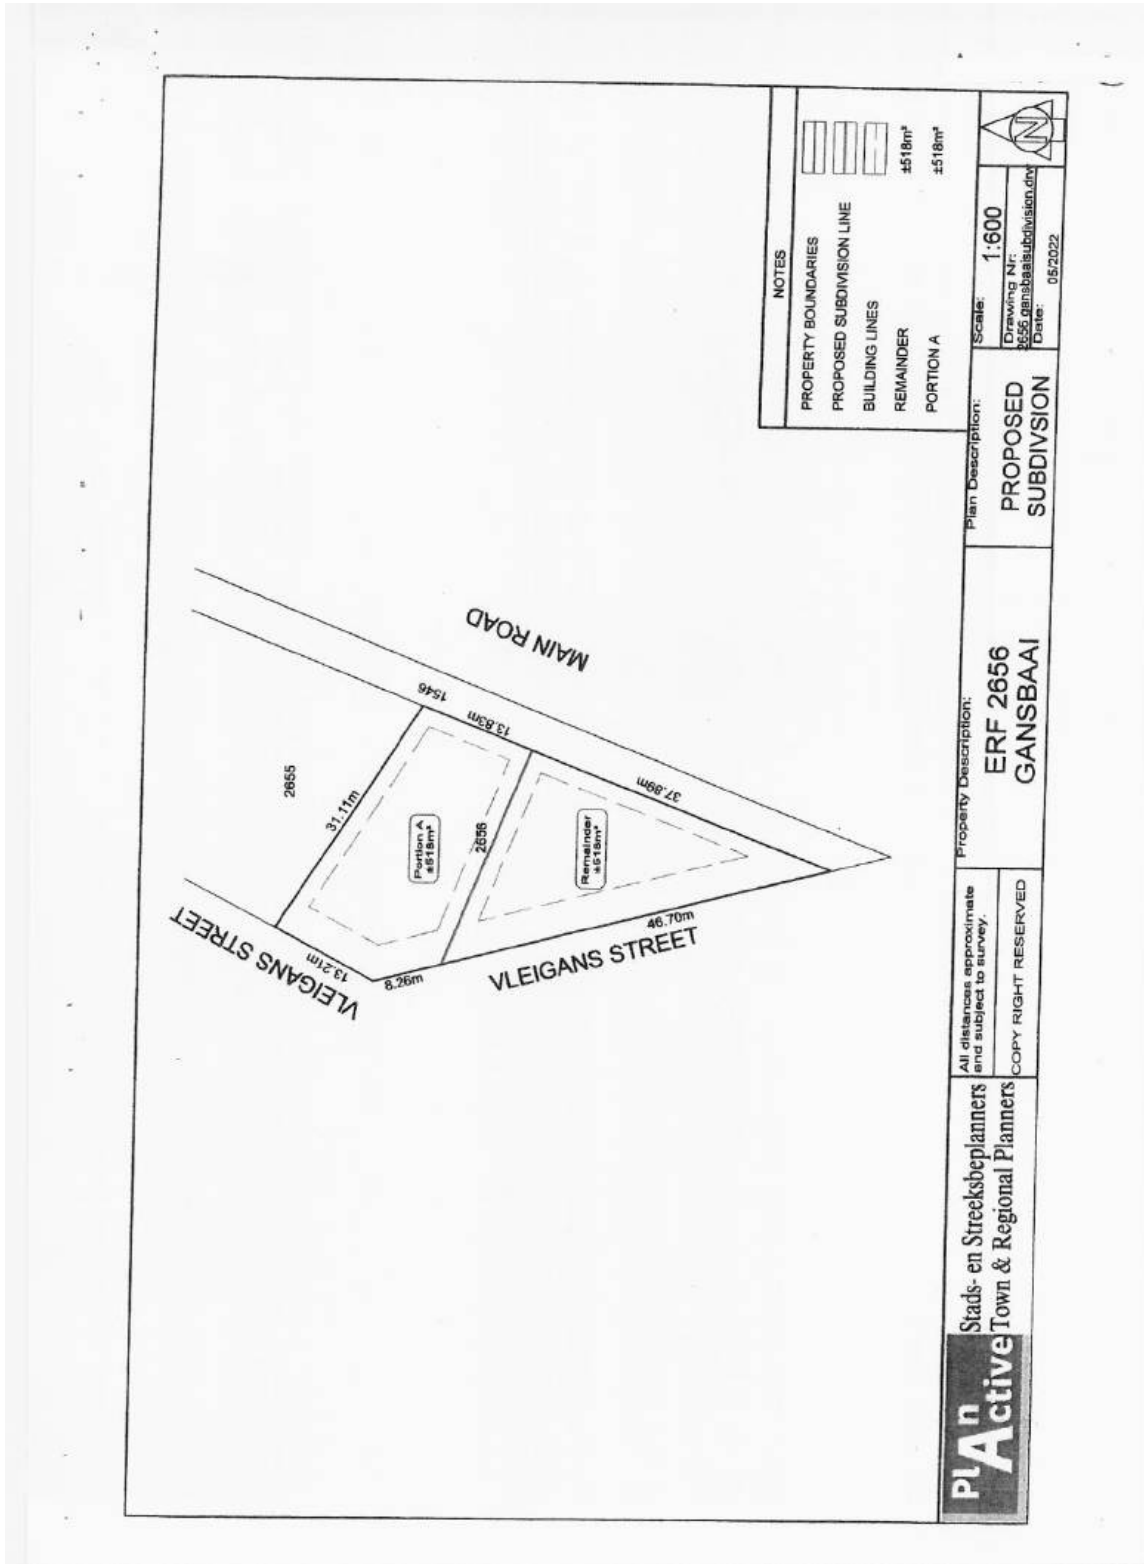 VLEIGANS STREET
2655
MAIN ROAD
1546
31.11m
13.83m
13.21m
8.26m
Portion A
±518m²
2656
37.89m
Remainder
±518m²
46.70m
VLEIGANS STREET
NOTES
PROPERTY BOUNDARIES
PROPOSED SUBDIVISION LINE
BUILDING LINES
REMAINDER ±518m²
PORTION A ±518m²
Plan Active
Stads- en Streeksbeplanners
Town & Regional Planners
All distances approximate
and subject to survey.
COPY RIGHT RESERVED
Property Description:
ERF 2656
GANSBAAI
Plan Description:
PROPOSED
SUBDIVSION
Scale: 1:600
Drawing Nr:
2656 gansbaaisubdivision.drw
Date: 05/2022
N